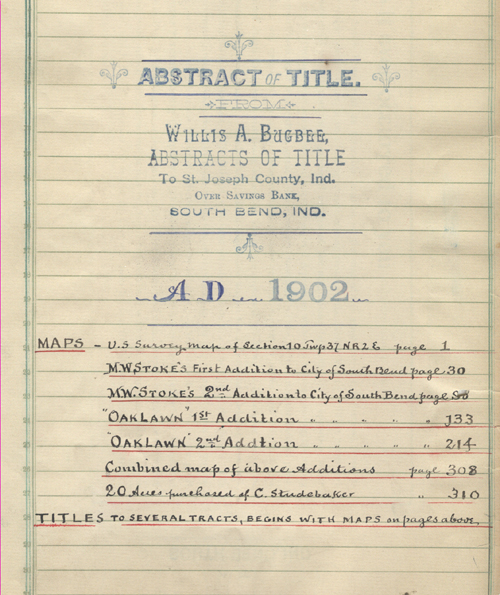 ABSTRACT OF TITLE.
FROM
WILLIS A. BUGBEE,
ABSTRACTS OF TITLE
To St. Joseph County, Ind.
OVER SAVINGS BANK,
SOUTH BEND, IND.
A D 1902
MAPS - U.S Survey Map of Section 10 Twp 37 NR 2 E page 1
M.W. STOKE'S First Addition to City of South Bend page 30
M.W. STOKE'S 2nd Addition to City of South Bend page
"OAKLAWN" 1st Addition " " " " 133
"OAKLAWN" 2nd Addtion " " " " 214
Combined map of above Additions page 308
20 Acres purchased of C. Studebaker " 310
TITLES TO SEVERAL TRACTS, BEGINS WITH MAPS on pages above.